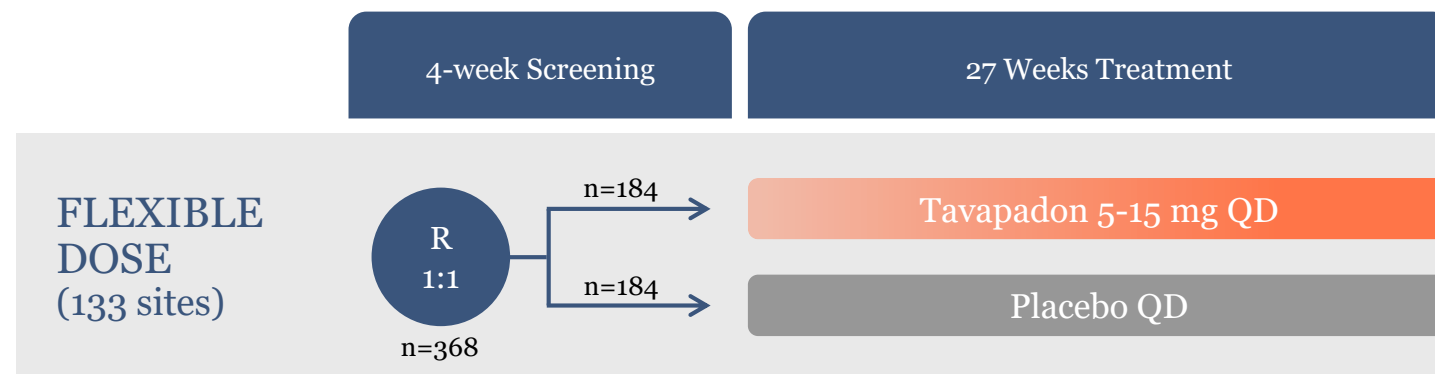 4-week Screening
27 Weeks Treatment
FLEXIBLE
DOSE
(133 sites)
R
1:1
n=368
n=184
n=184
Tavapadon 5-15 mg QD
Placebo QD